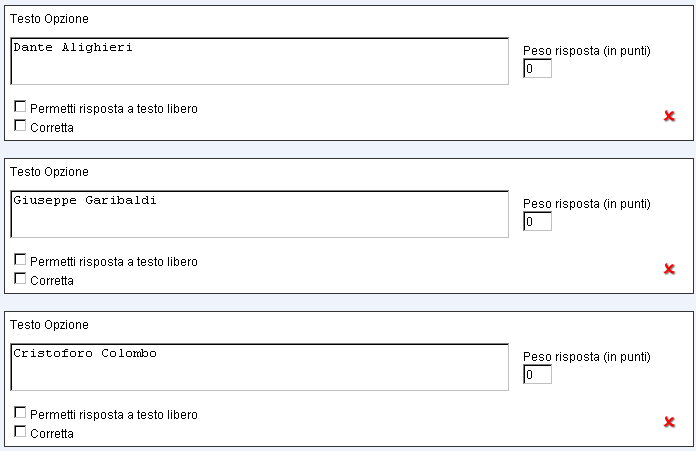 Testo Opzione
Dante Alighieri
Peso risposta (in punti)
0
Permetti risposta a testo libero
Corretta
Testo Opzione
Giuseppe Garibaldi
Peso risposta (in punti)
0
Permetti risposta a testo libero
Corretta
Testo Opzione
Cristoforo Colombo
Peso risposta (in punti)
0
Permetti risposta a testo libero
Corretta